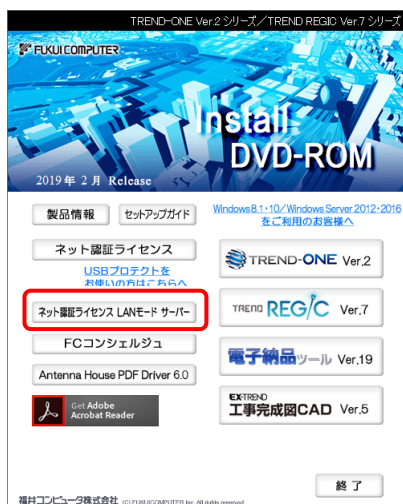 TREND-ONE Ver.2 シリーズ／TREND REGIC Ver.7 シリーズ
FUKUI COMPUTER
Install
DVD-ROM
2019年 2月 Release
製品情報
セットアップガイド
Windows8.1・10／Windows Server 2012・2016
をご利用のお客様へ
ネット認証ライセンス
USBプロテクトを
お使いの方はこちらへ
TREND-ONE Ver.2
ネット認証ライセンス LANモード サーバー
TREND REGIC Ver.7
FCコンシェルジュ
電子納品ツール Ver.19
Antenna House PDF Driver 6.0
Get Adobe
Acrobat Reader
EX-TREND
工事完成図CAD Ver.5
終了
福井コンピュータ株式会社 (C) FUKUICOMPUTER Inc. All rights reserved.